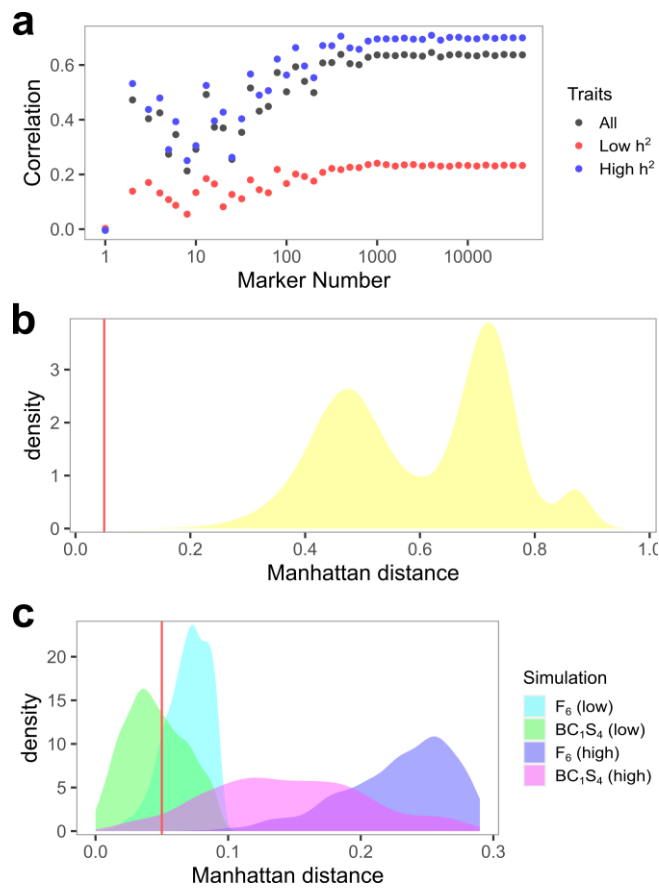 a
0.6
0.4
0.2
0.0
Correlation
1
10
100
1000
10000
Marker Number
Traits
All
Low h²
High h²
b
3
2
1
0
density
0.0
0.2
0.4
0.6
0.8
1.0
Manhattan distance
c
20
15
10
5
0
density
0.0
0.1
0.2
0.3
Manhattan distance
Simulation
F₆ (low)
BC₁S₄ (low)
F₆ (high)
BC₁S₄ (high)